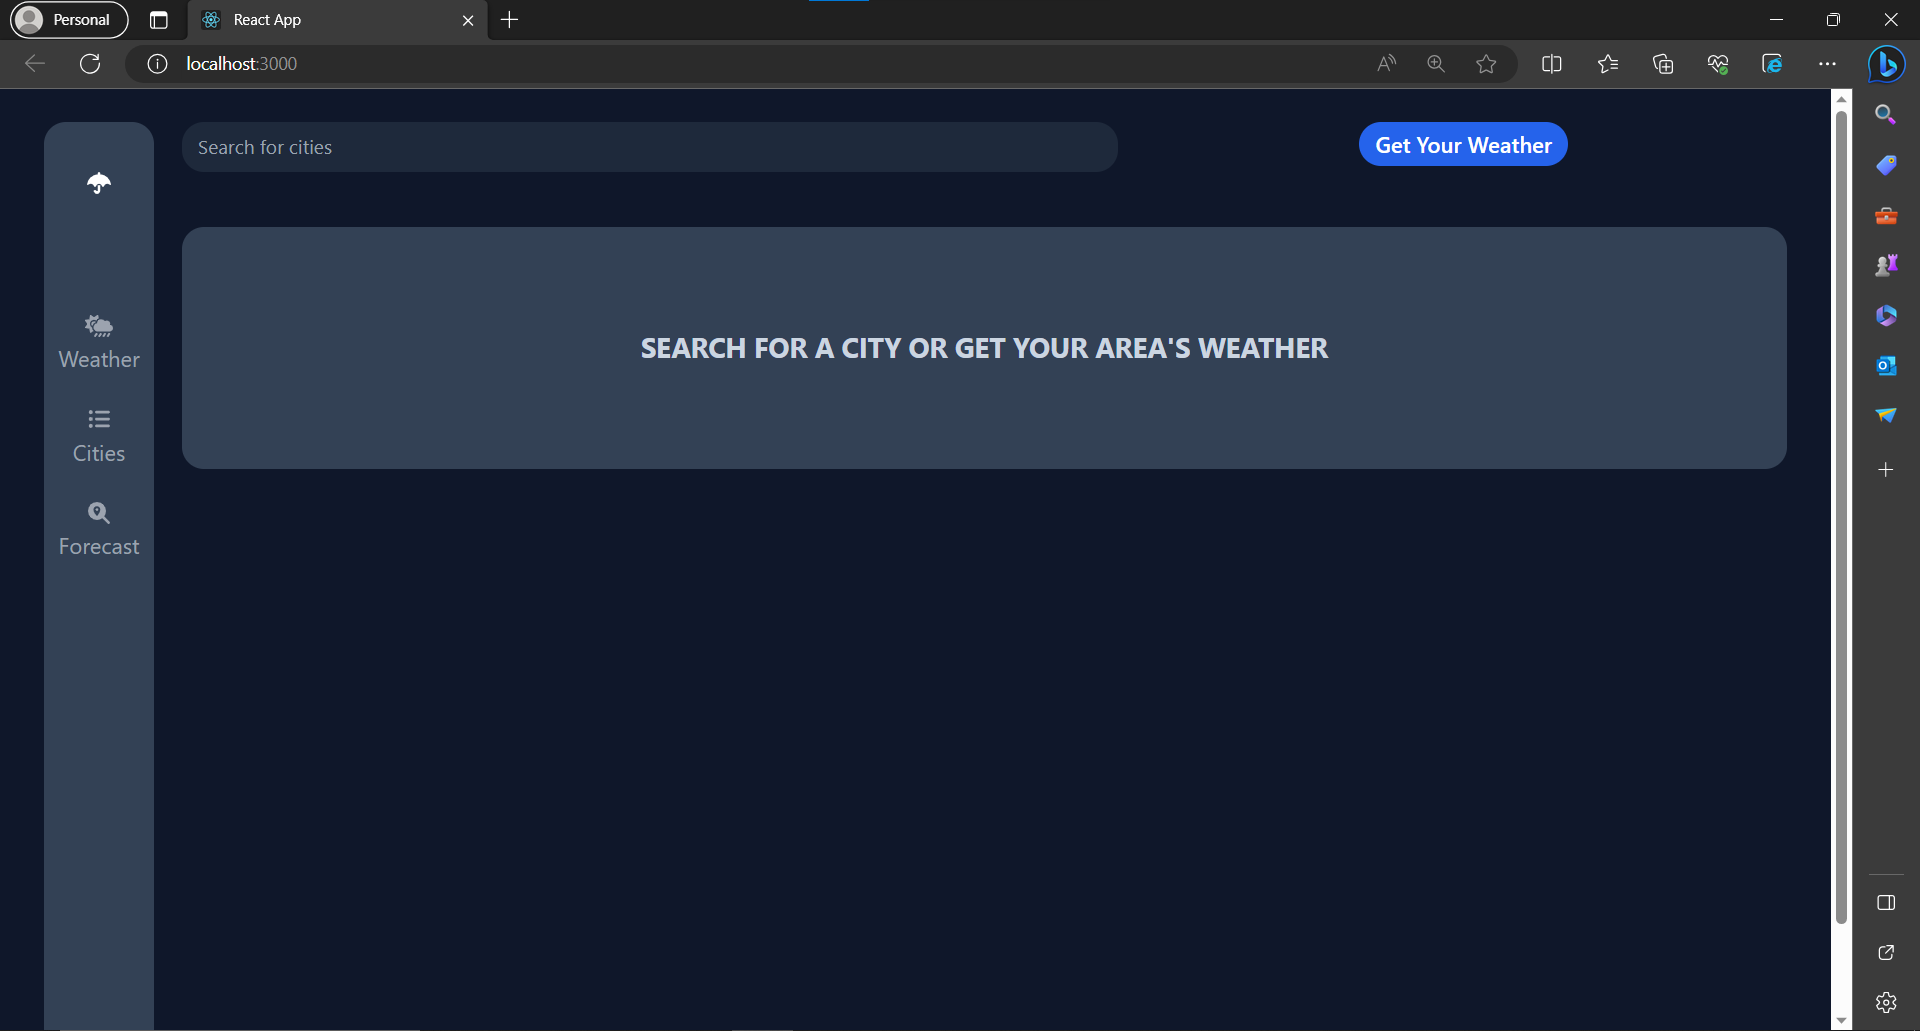 Personal
React App
localhost:3000
Search for cities
Get Your Weather
SEARCH FOR A CITY OR GET YOUR AREA'S WEATHER
Weather
Cities
Forecast